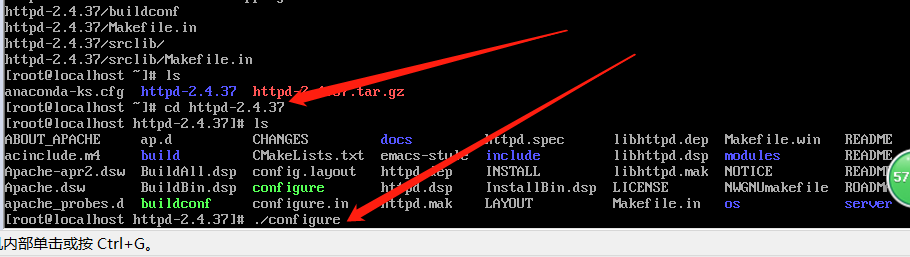 httpd-2.4.37/buildconf
httpd-2.4.37/Makefile.in
httpd-2.4.37/srclib/
httpd-2.4.37/srclib/Makefile.in
[root@localhost ~]# ls
anaconda-ks.cfg httpd-2.4.37
[root@localhost ~]# cd httpd-2.4.37
[root@localhost httpd-2.4.37]# ls
ABOUT_APACHE ap.d CHANGES docs httpd.spec libhttpd.dep Makefile.win README
acinclude.m4 build CMakeLists.txt emacs-style include libhttpd.dsp modules README
Apache-apr2.dsw BuildAll.dsp config.layout httpd.dep INSTALL libhttpd.mak NOTICE README
Apache.dsw BuildBin.dsp configure httpd.dsp InstallBin.dsp LICENSE NWGNUmakefile ROADM
apache_probes.d buildconf configure.in httpd.mak LAYOUT Makefile.in os server
[root@localhost httpd-2.4.37]# ./configure
57
内部单击或按 Ctrl+G。